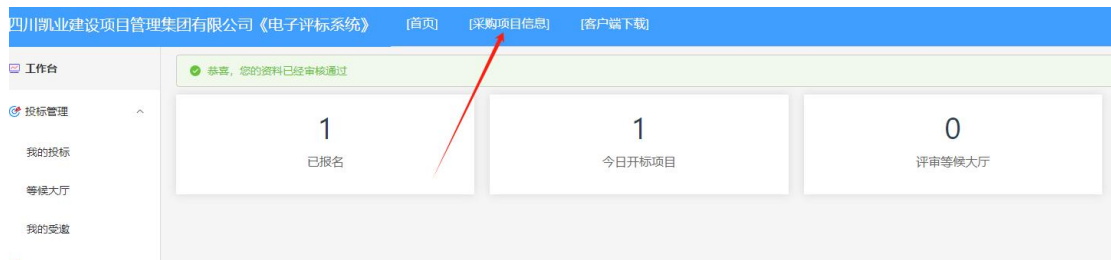 四川凯业建设项目管理集团有限公司《电子评标系统》 [首页] [采购项目信息] [客户端下载]
工作台
恭喜，您的资料已经审核通过
投标管理
我的投标
等候大厅
我的受邀
1
已报名
1
今日开标项目
0
评审等候大厅